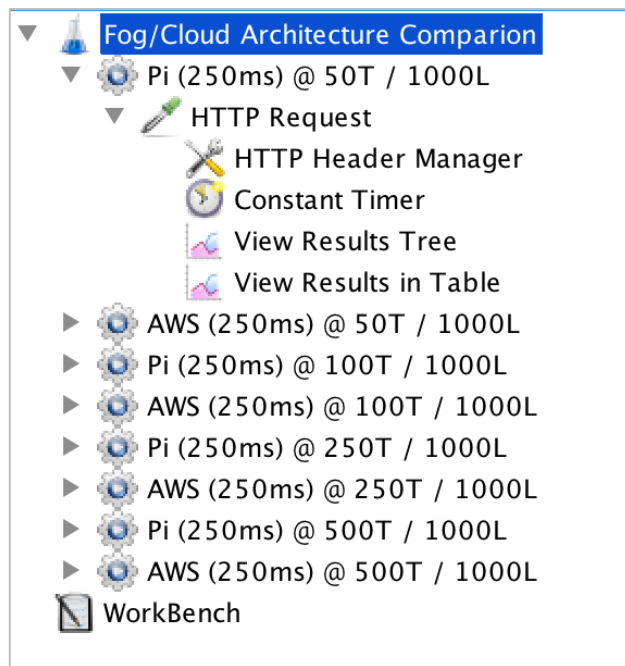 Fog/Cloud Architecture Comparion
Pi (250ms) @ 50T / 1000L
HTTP Request
HTTP Header Manager
Constant Timer
View Results Tree
View Results in Table
AWS (250ms) @ 50T / 1000L
Pi (250ms) @ 100T / 1000L
AWS (250ms) @ 100T / 1000L
Pi (250ms) @ 250T / 1000L
AWS (250ms) @ 250T / 1000L
Pi (250ms) @ 500T / 1000L
AWS (250ms) @ 500T / 1000L
WorkBench